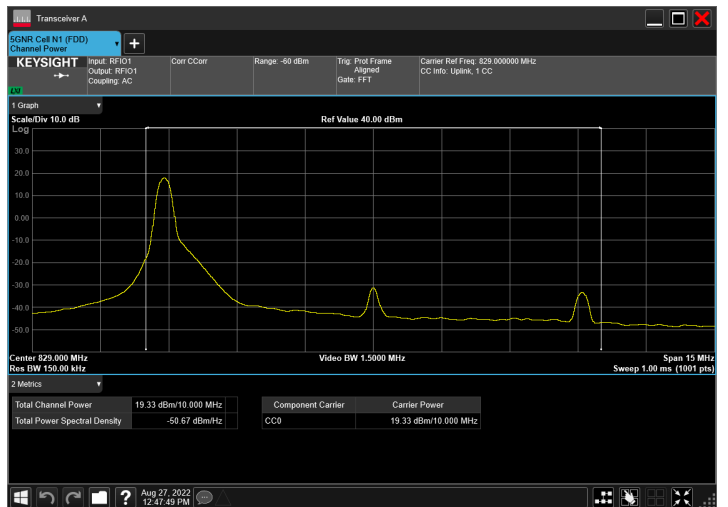 Transceiver A
5GNR Cell N1 (FDD)
Channel Power
KEYSIGHT
LXI
Input: RFIO1
Output: RFIO1
Coupling: AC
Corr CCorr
Range: -60 dBm
Trig: Prot Frame
Aligned
Gate: FFT
Carrier Ref Freq: 829.000000 MHz
CC Info: Uplink, 1 CC
1 Graph
Scale/Div 10.0 dB
Ref Value 40.00 dBm
Log
30.0
20.0
10.0
0.00
-10.0
-20.0
-30.0
-40.0
-50.0
Center 829.000 MHz
Video BW 1.5000 MHz
Span 15 MHz
Res BW 150.00 kHz
Sweep 1.00 ms (1001 pts)
2 Metrics
Total Channel Power 19.33 dBm/10.000 MHz
Total Power Spectral Density -50.67 dBm/Hz
Component Carrier Carrier Power
CC0 19.33 dBm/10.000 MHz
Aug 27, 2022
12:47:49 PM